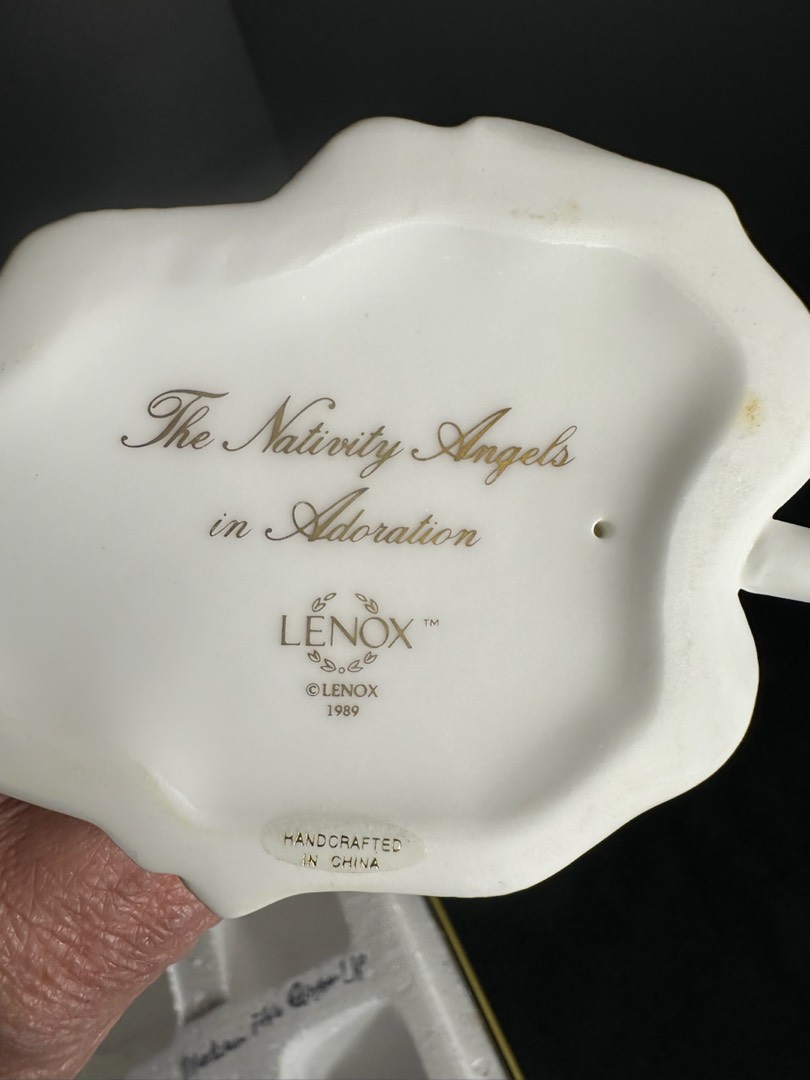 The Nativity Angels
in Adoration
LENOX™
©LENOX
1989
HANDCRAFTED
IN CHINA